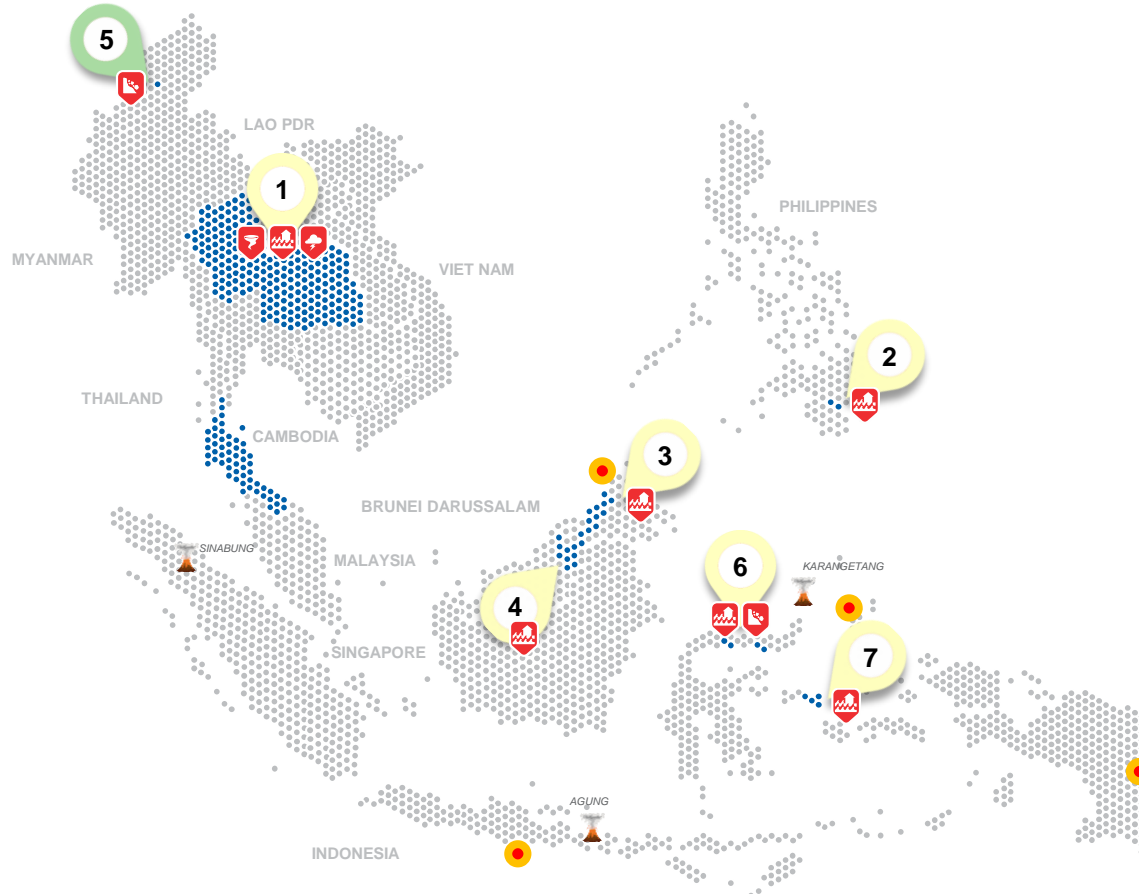 5
LAO PDR
1
PHILIPPINES
MYANMAR
VIET NAM
2
THAILAND
CAMBODIA
3
BRUNEI DARUSSALAM
SINABUNG
MALAYSIA
KARANGETANG
6
4
SINGAPORE
7
AGUNG
INDONESIA